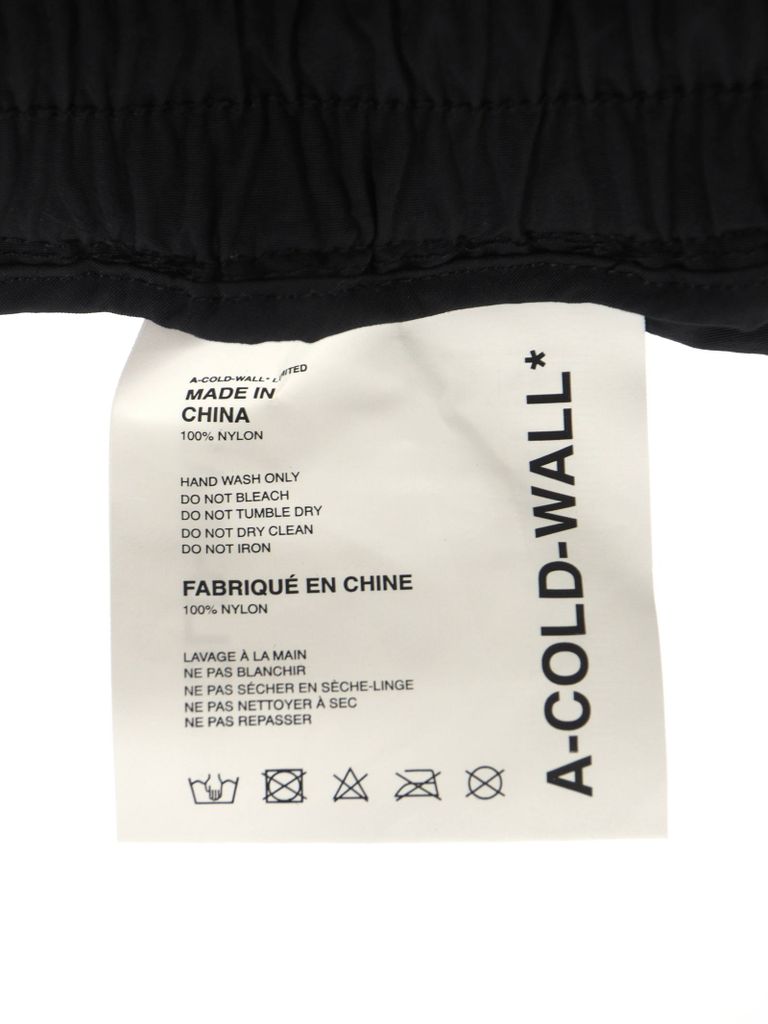 A-COLD-WALL*
MADE IN
CHINA
100% NYLON
HAND WASH ONLY
DO NOT BLEACH
DO NOT TUMBLE DRY
DO NOT DRY CLEAN
DO NOT IRON
FABRIQUÉ EN CHINE
100% NYLON
LAVAGE À LA MAIN
NE PAS BLANCHIR
NE PAS SÉCHER EN SÈCHE-LINGE
NE PAS NETTOYER À SEC
NE PAS REPASSER
A-COLD-WALL*